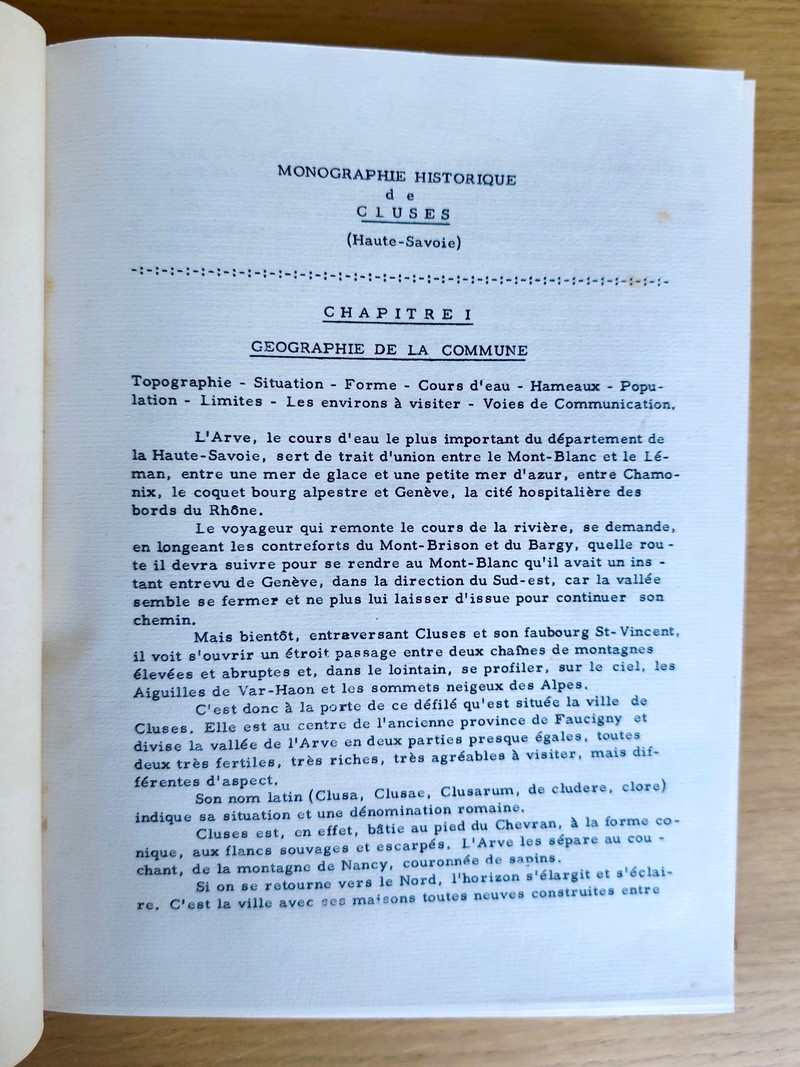 MONOGRAPHIE HISTORIQUE
d e
C L U S E S
(Haute-Savoie)
-:-:-:-:-:-:-:-:-:-:-:-:-:-:-:-:-:-:-:-:-:-:-:-:-:-:-:-:-:-:-:-:-:-:-
C H A P I T R E I
GEOGRAPHIE DE LA COMMUNE
Topographie - Situation - Forme - Cours d'eau - Hameaux - Popu-
lation - Limites - Les environs à visiter - Voies de Communication.
L'Arve, le cours d'eau le plus important du département de
la Haute-Savoie, sert de trait d'union entre le Mont-Blanc et le Lé-
man, entre une mer de glace et une petite mer d'azur, entre Chamo-
nix, le coquet bourg alpestre et Genève, la cité hospitalière des
bords du Rhône.
Le voyageur qui remonte le cours de la rivière, se demande,
en longeant les contreforts du Mont-Brison et du Bargy, quelle rou -
te il devra suivre pour se rendre au Mont-Blanc qu'il avait un ins -
tant entrevu de Genève, dans la direction du Sud-est, car la vallée
semble se fermer et ne plus lui laisser d'issue pour continuer son
chemin.
Mais bientôt, entraversant Cluses et son faubourg St-Vincent,
il voit s'ouvrir un étroit passage entre deux chaînes de montagnes
élevées et abruptes et, dans le lointain, se profiler, sur le ciel, les
Aiguilles de Var-Haon et les sommets neigeux des Alpes.
C'est donc à la porte de ce défilé qu'est située la ville de
Cluses. Elle est au centre de l'ancienne province de Faucigny et
divise la vallée de l'Arve en deux parties presque égales, toutes
deux très fertiles, très riches, très agréables à visiter, mais dif-
férentes d'aspect.
Son nom latin (Clusa, Clusae, Clusarum, de cludere, clore)
indique sa situation et une dénomination romaine.
Cluses est, en effet, bâtie au pied du Chevran, à la forme co-
nique, aux flancs souvages et escarpés. L'Arve les sépare au cou -
chant, de la montagne de Nancy, couronnée de sapins.
Si on se retourne vers le Nord, l'horizon s'élargit et s'éclai-
re. C'est la ville avec ses maisons toutes neuves construites entre